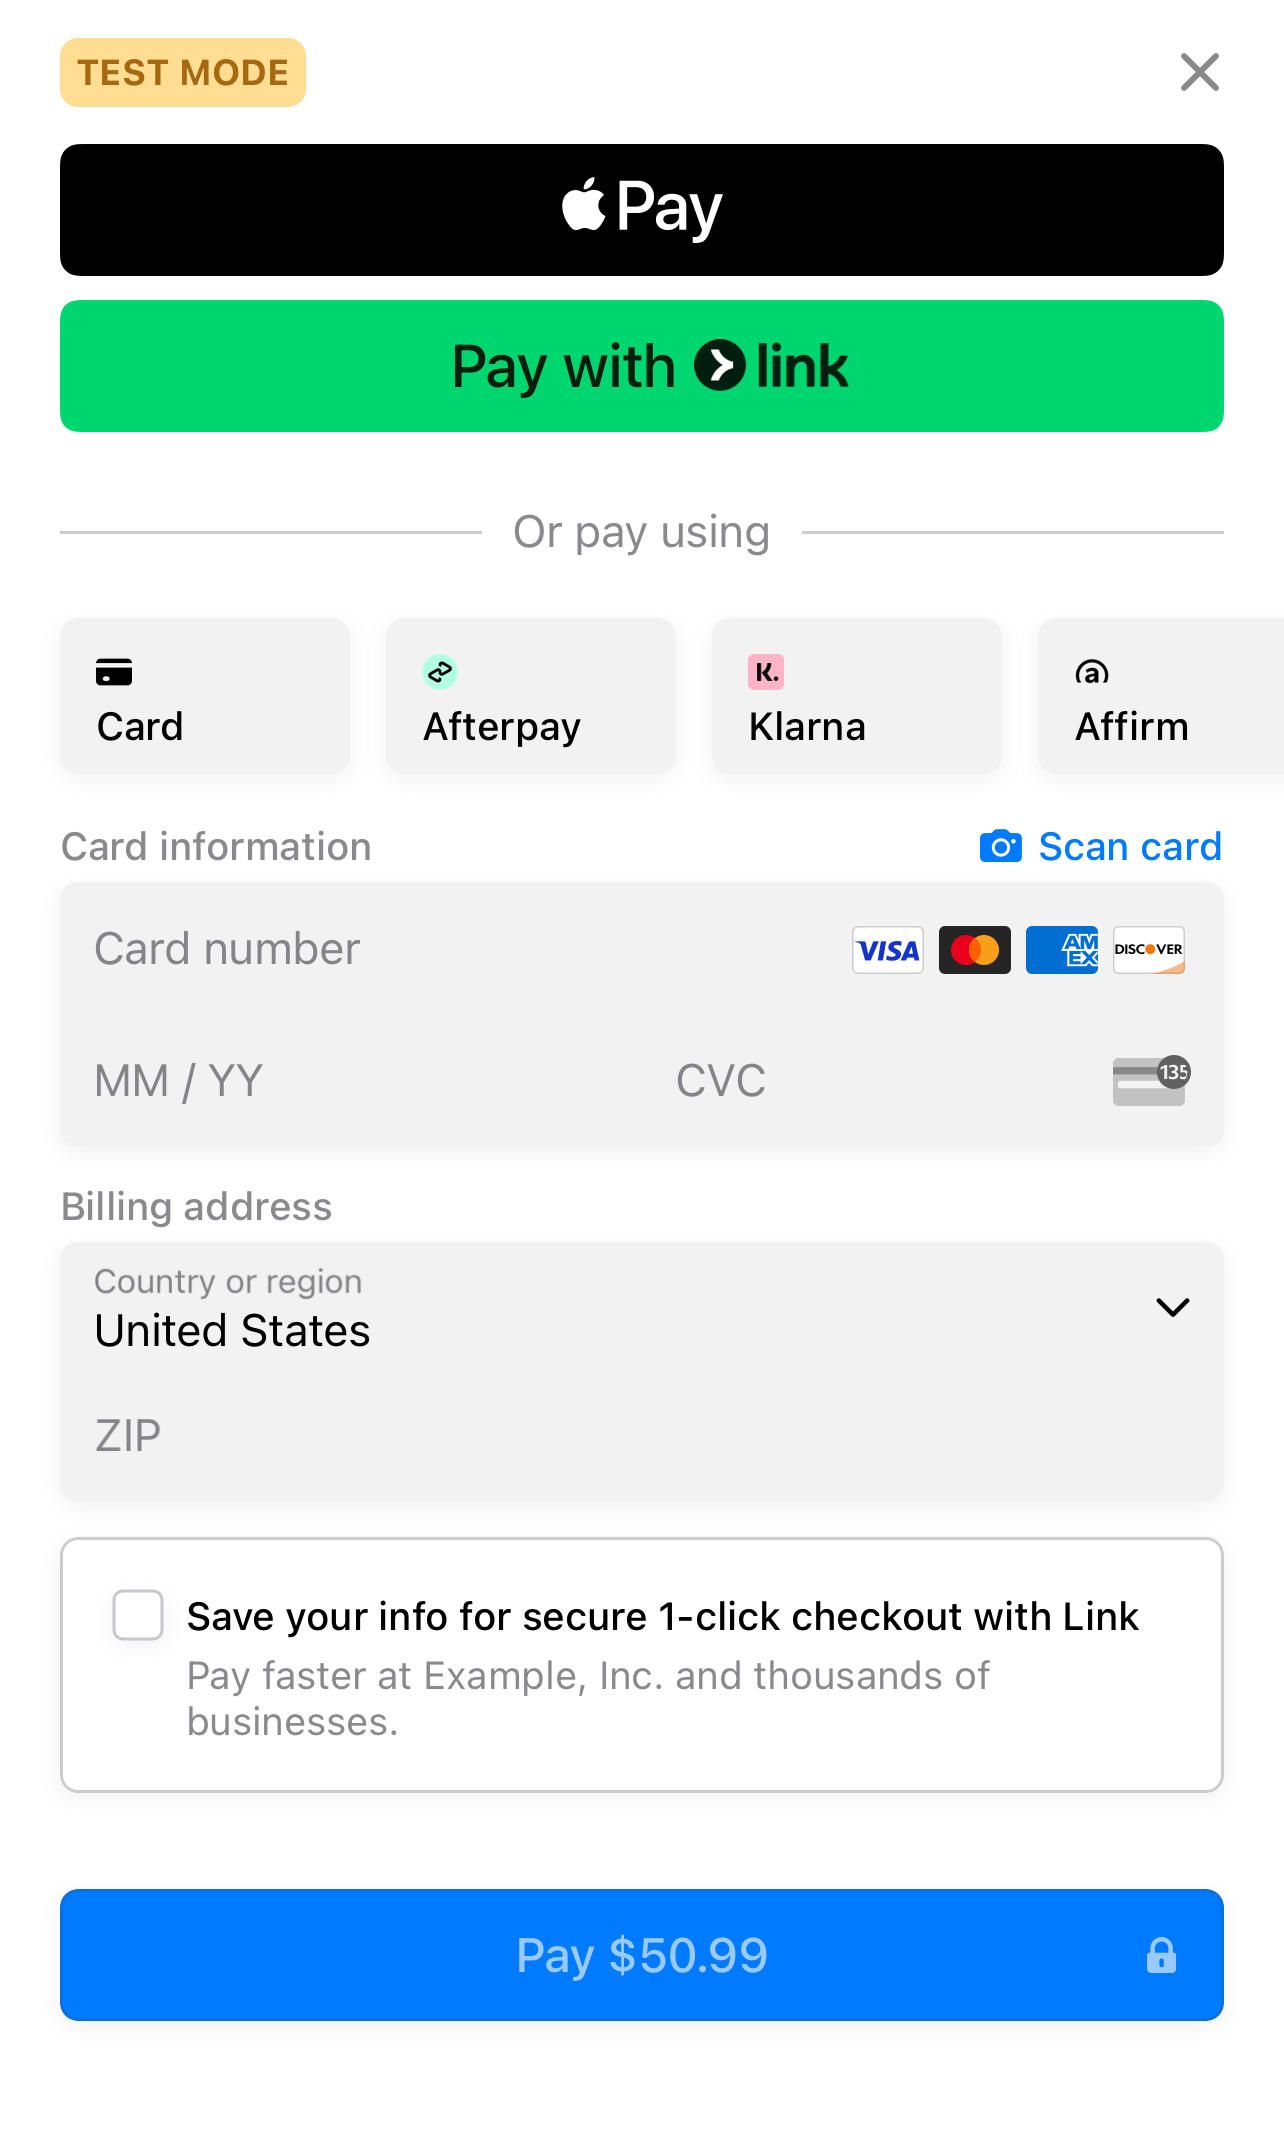 TEST MODE
Pay
Pay with link
Or pay using
K.
a
Card
Afterpay
Klarna
Affirm
Card information
Scan card
Card number
VISA
AM
EX
DISCOVER
MM / YY
CVC
135
Billing address
Country or region
United States
ZIP
Save your info for secure 1-click checkout with Link
Pay faster at Example, Inc. and thousands of
businesses.
Pay $50.99